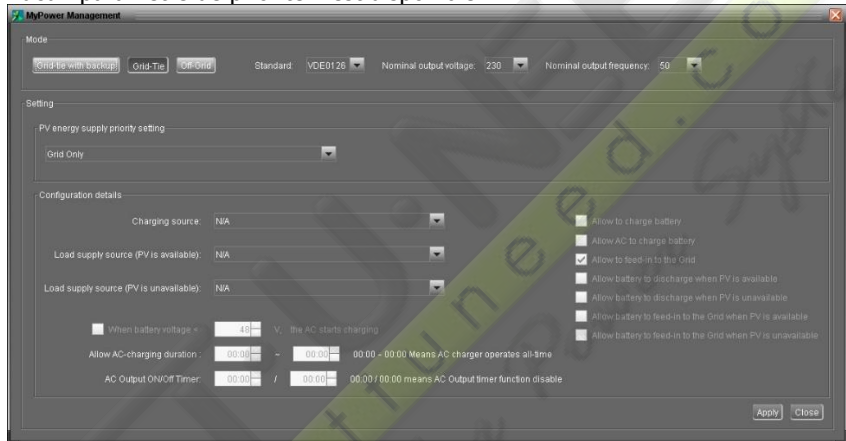 MyPower Management
Mode
Grid-tie with backup Grid-Tie Off-Grid Standard: VDE0126 Nominal output voltage: 230 Nominal output frequency: 50
Setting
PV energy supply priority setting
Grid Only
Configuration details
Charging source: N/A
Load supply source (PV is available): N/A
Load supply source (PV is unavailable): N/A
When battery voltage < 48 V, the AC starts charging
Allow AC-charging duration : 00:00 ~ 00:00 00:00 ~ 00:00 Means AC charger operates all-time
AC Output ON/Off Timer: 00:00 / 00:00 00:00 / 00:00 means AC Output timer function disable
Allow to charge battery
Allow AC to charge battery
Allow to feed-in to the Grid
Allow battery to discharge when PV is available
Allow battery to discharge when PV is unavailable
Allow battery to feed-in to the Grid when PV is available
Allow battery to feed-in to the Grid when PV is unavailable
Apply Close